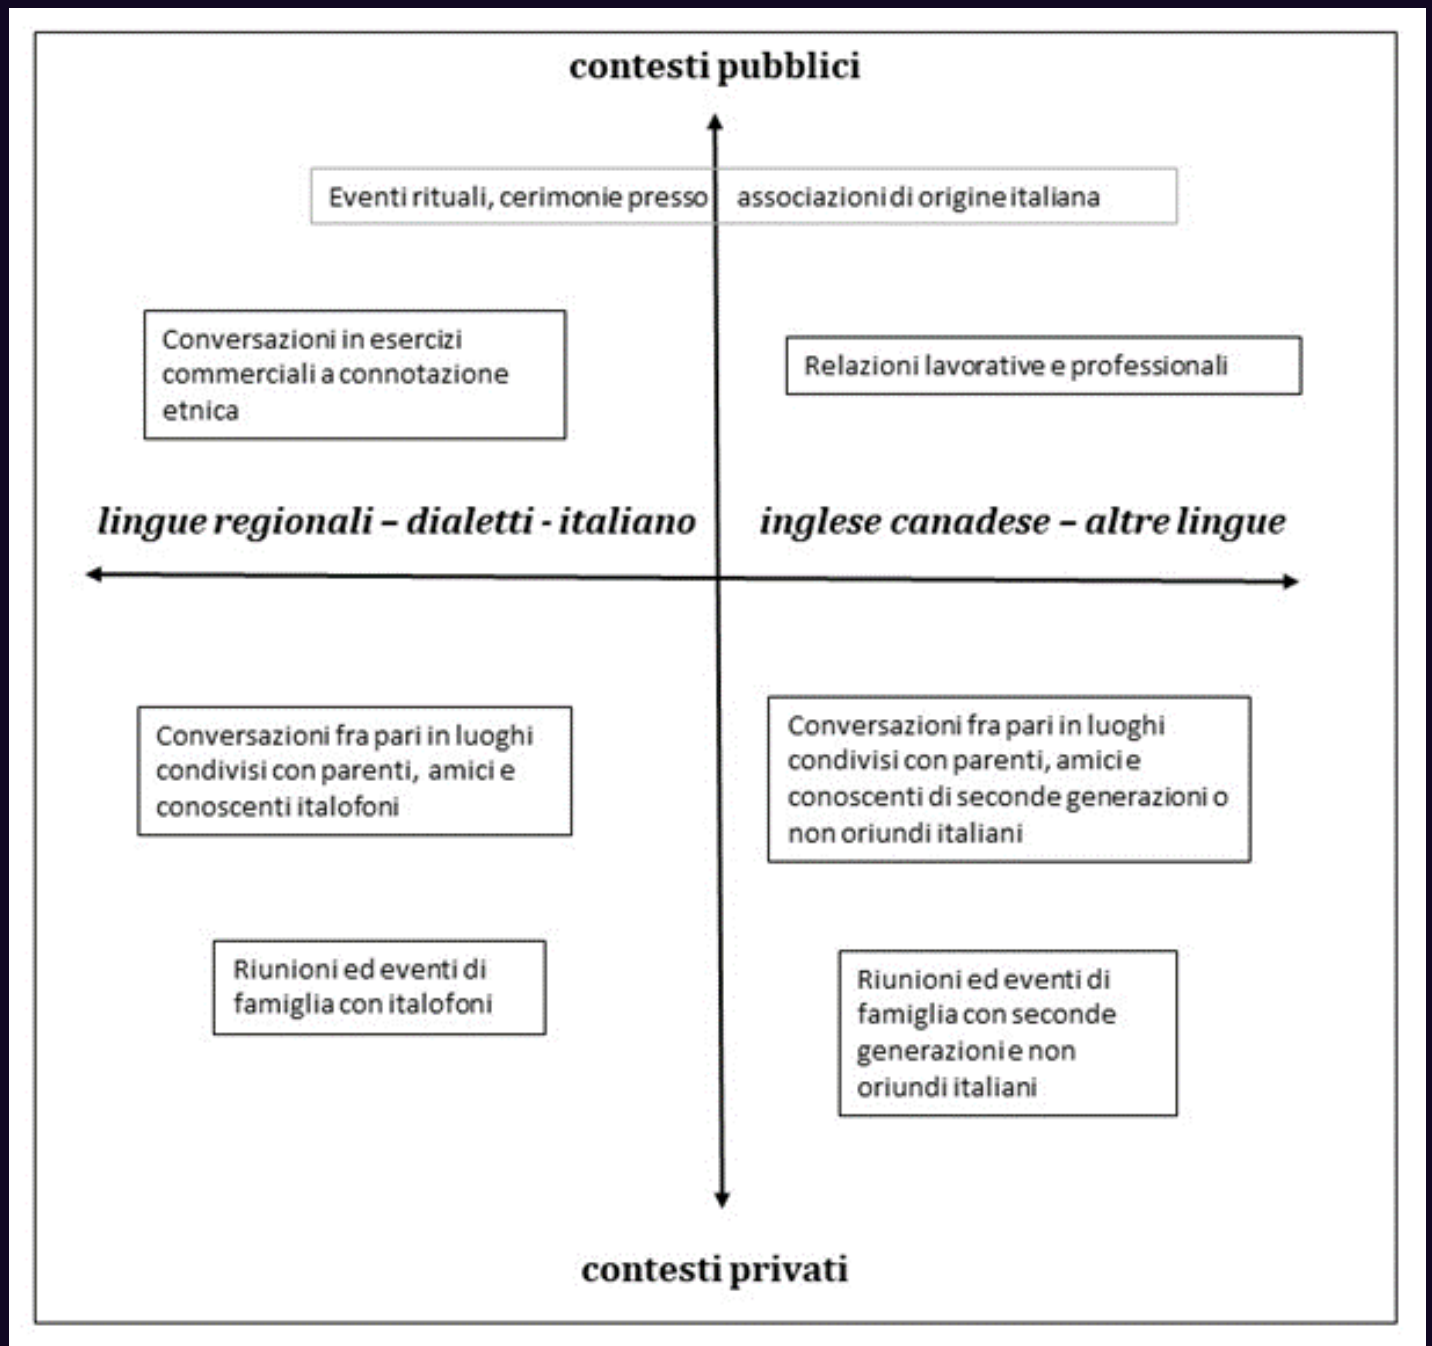 contesti pubblici
Eventi rituali, cerimonie presso associazioni di origine italiana
Conversazioni in esercizi
commerciali a connotazione
etnica
Relazioni lavorative e professionali
lingue regionali – dialetti - italiano
inglese canadese – altre lingue
Conversazioni fra pari in luoghi
condivisi con parenti, amici e
conoscenti italofoni
Conversazioni fra pari in luoghi
condivisi con parenti, amici e
conoscenti di seconde generazioni o
non oriundi italiani
Riunioni ed eventi di
famiglia con italofoni
Riunioni ed eventi di
famiglia con seconde
generazioni e non
oriundi italiani
contesti privati